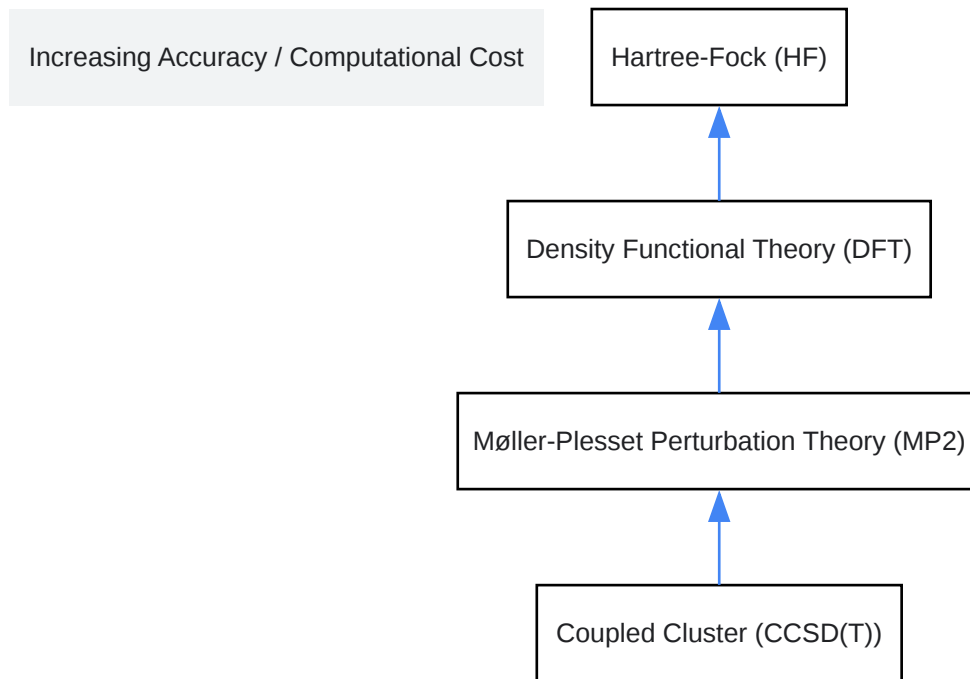 Increasing Accuracy / Computational Cost
Hartree-Fock (HF)
Density Functional Theory (DFT)
Møller-Plesset Perturbation Theory (MP2)
Coupled Cluster (CCSD(T))